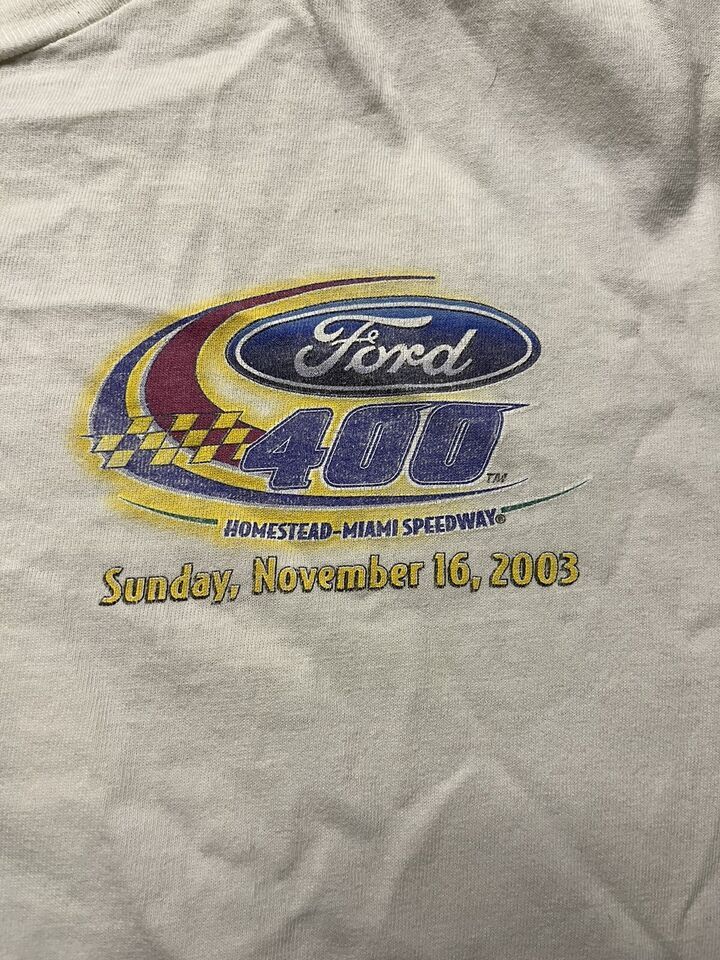 Ford
400 TM
HOMESTEAD-MIAMI SPEEDWAY®
Sunday, November 16, 2003